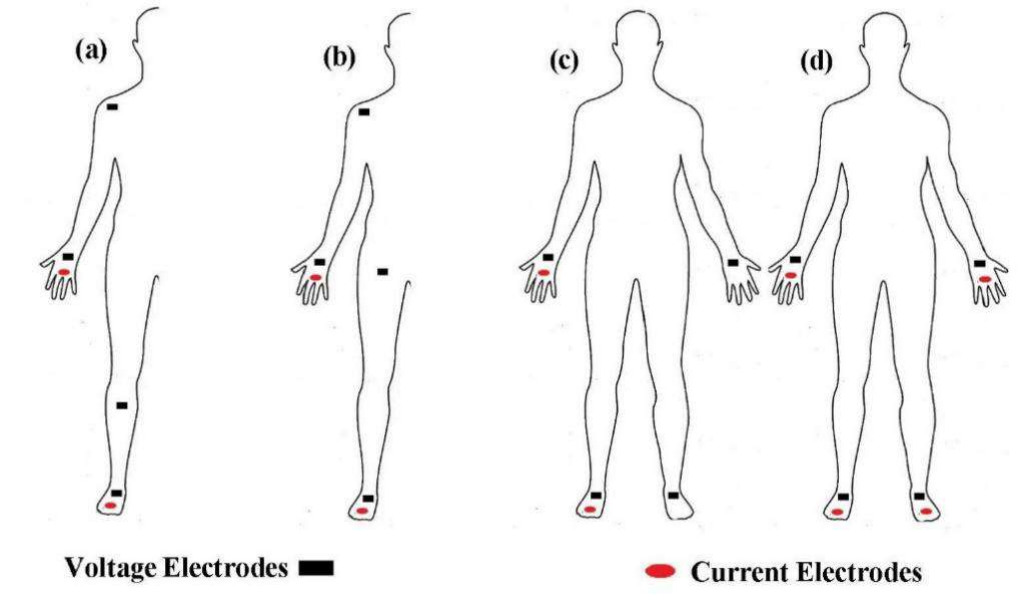 (a)
(b)
(c)
(d)
Voltage Electrodes
Current Electrodes